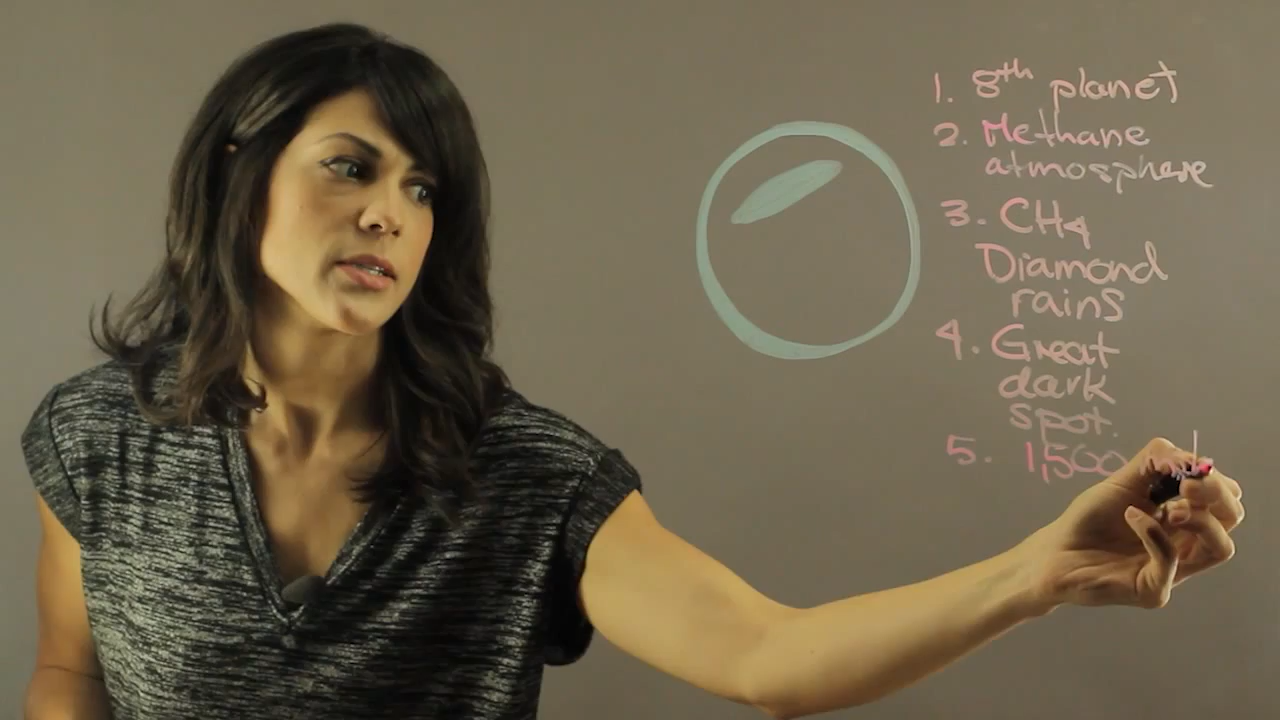 1. 8th planet
2. Methane
atmosphere
3. CH4
Diamond
rains
4. Great
dark
spot.
5. 1,500